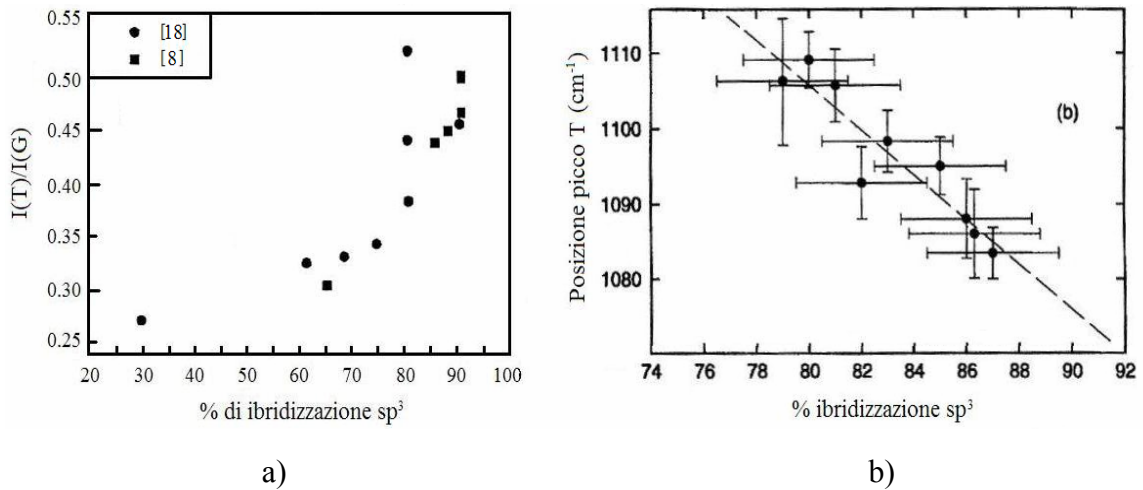 0.55
0.50
0.45
0.40
0.35
0.30
0.25
I(T)/I(G)
[18]
[8]
20 30 40 50 60 70 80 90 100
% di ibridizzazione sp³
a)
1110
1100
1090
1080
Posizione picco T (cm⁻¹)
(b)
74 76 78 80 82 84 86 88 90 92
% ibridizzazione sp³
b)